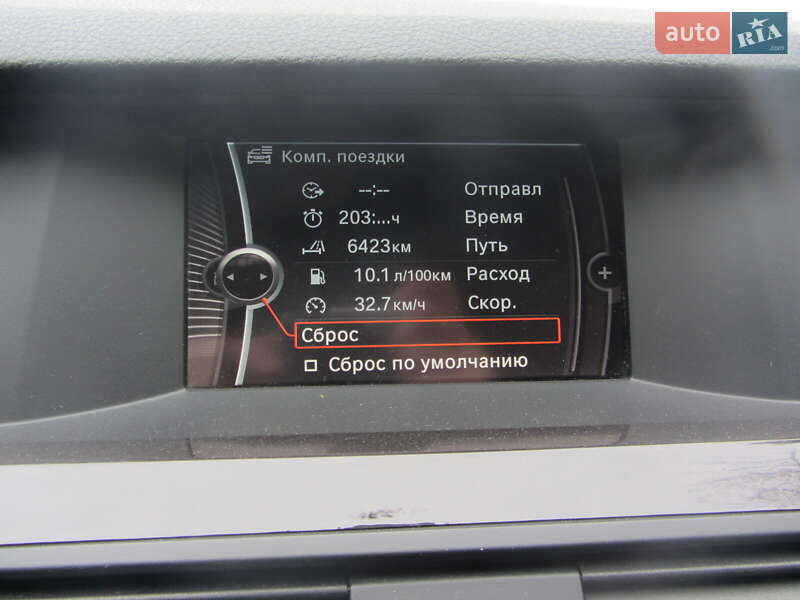 auto RIA.com
Комп. поездки
--:-- Отправл
203:...ч Время
6423км Путь
10.1 л/100км Расход
32.7км/ч Скор.
+
Сброс
Сброс по умолчанию